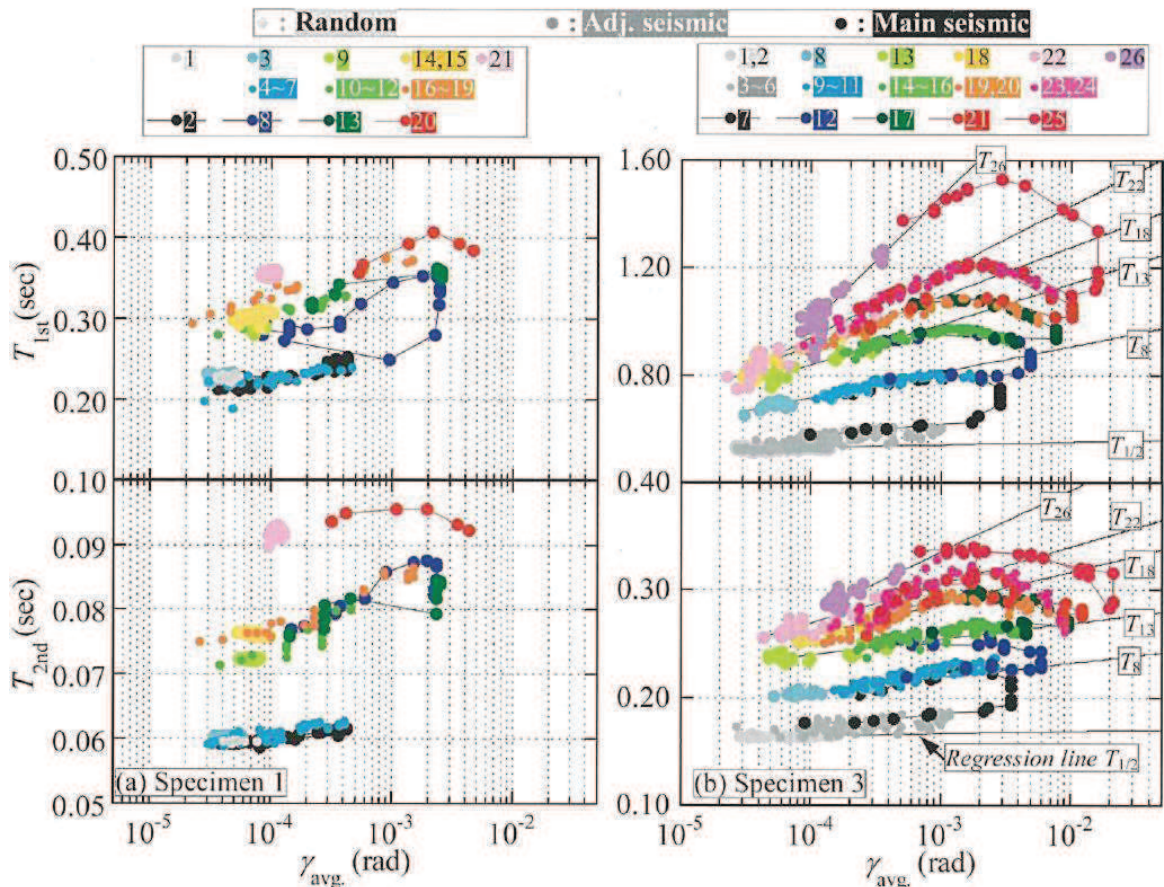 : Random : Adj. seismic : Main seismic
1 3 9 14,15 21
4~7 10~12 16~19
2 8 13 20
1,2 8 13 18 22 26
3~6 9~11 14~16 19,20 23,24
7 12 17 21 25
0.50
0.40
0.30
0.20
0.10
T1st (sec)
1.60
1.20
0.80
0.40
T26
T22
T18
T13
T8
T1/2
0.09
0.08
0.07
0.06
0.05
T2nd (sec)
(a) Specimen 1
0.30
0.20
0.10
T26
T22
T18
T13
T8
Regression line T1/2
(b) Specimen 3
10-5 10-4 10-3 10-2
γavg. (rad)
10-5 10-4 10-3 10-2
γavg. (rad)